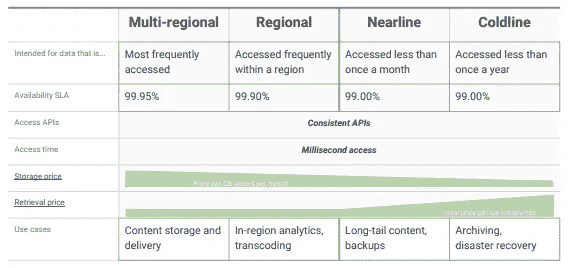 Multi-regional Regional Nearline Coldline
Intended for data that is... Most frequently Accessed frequently Accessed less than Accessed less than
accessed within a region once a month once a year
Availability SLA 99.95% 99.90% 99.00% 99.00%
Access APIs Consistent APIs
Access time Millisecond access
Storage price
Price per GB stored per month
Retrieval price
Total price per GB transferred
Use cases Content storage and In-region analytics, Long-tail content, Archiving,
delivery transcoding backups disaster recovery